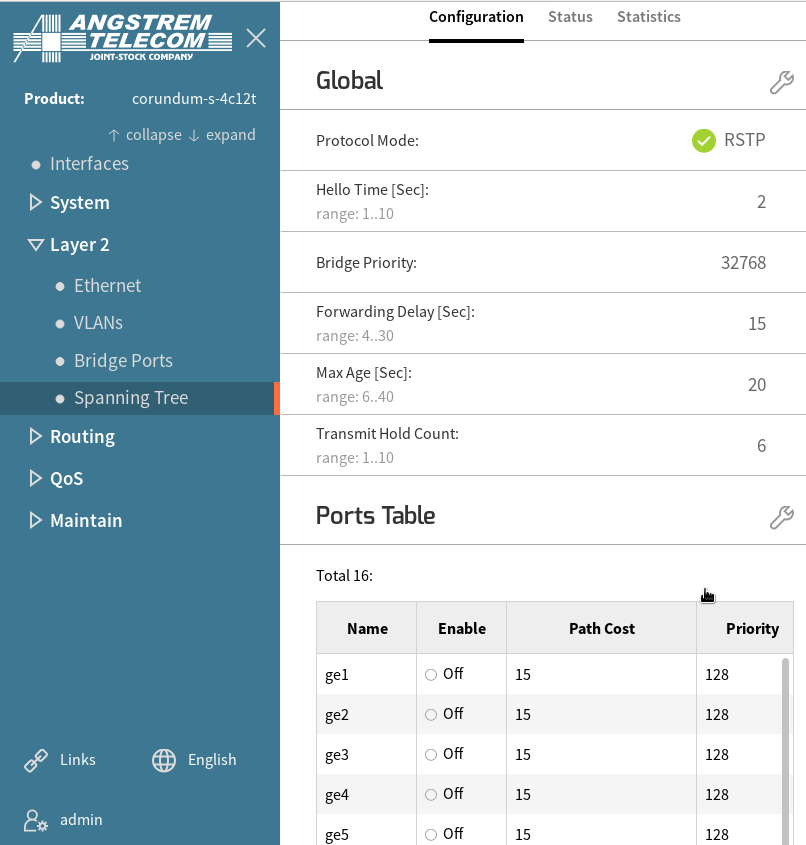 ANGSTREM
TELECOM
JOINT-STOCK COMPANY
Product: corundum-s-4c12t
↑ collapse ↓ expand
Interfaces
System
Layer 2
Ethernet
VLANs
Bridge Ports
Spanning Tree
Routing
QoS
Maintain
Links English
admin
Configuration Status Statistics
Global
Protocol Mode: RSTP
Hello Time [Sec]:
range: 1..10
2
Bridge Priority: 32768
Forwarding Delay [Sec]:
range: 4..30
15
Max Age [Sec]:
range: 6..40
20
Transmit Hold Count:
range: 1..10
6
Ports Table
Total 16:
Name Enable Path Cost Priority
ge1 Off 15 128
ge2 Off 15 128
ge3 Off 15 128
ge4 Off 15 128
ge5 Off 15 128